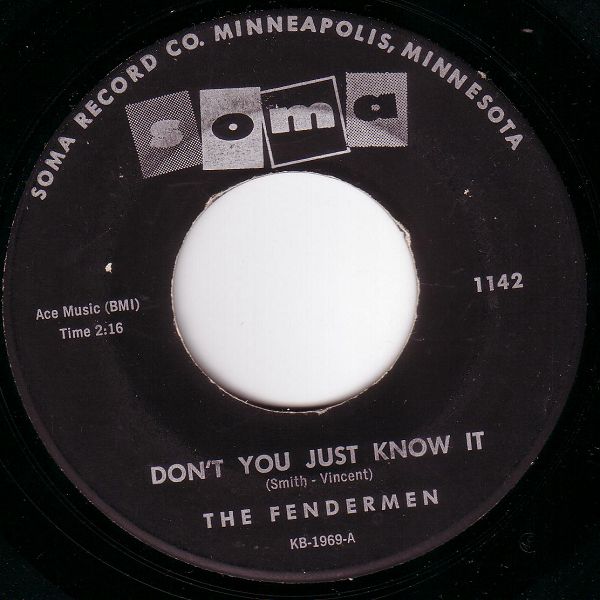 SOMA RECORD CO. MINNEAPOLIS, MINNESOTA
soma
1142
Ace Music (BMI)
Time 2:16
DON'T YOU JUST KNOW IT
(Smith - Vincent)
THE FENDERMEN
KB-1969-A